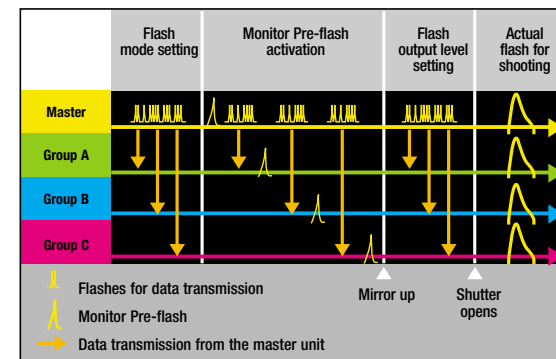 Flash
mode setting
Monitor Pre-flash
activation
Flash
output level
setting
Actual
flash for
shooting
Master
Group A
Group B
Group C
Flashes for data transmission
Monitor Pre-flash
Data transmission from the master unit
Mirror up
Shutter
opens